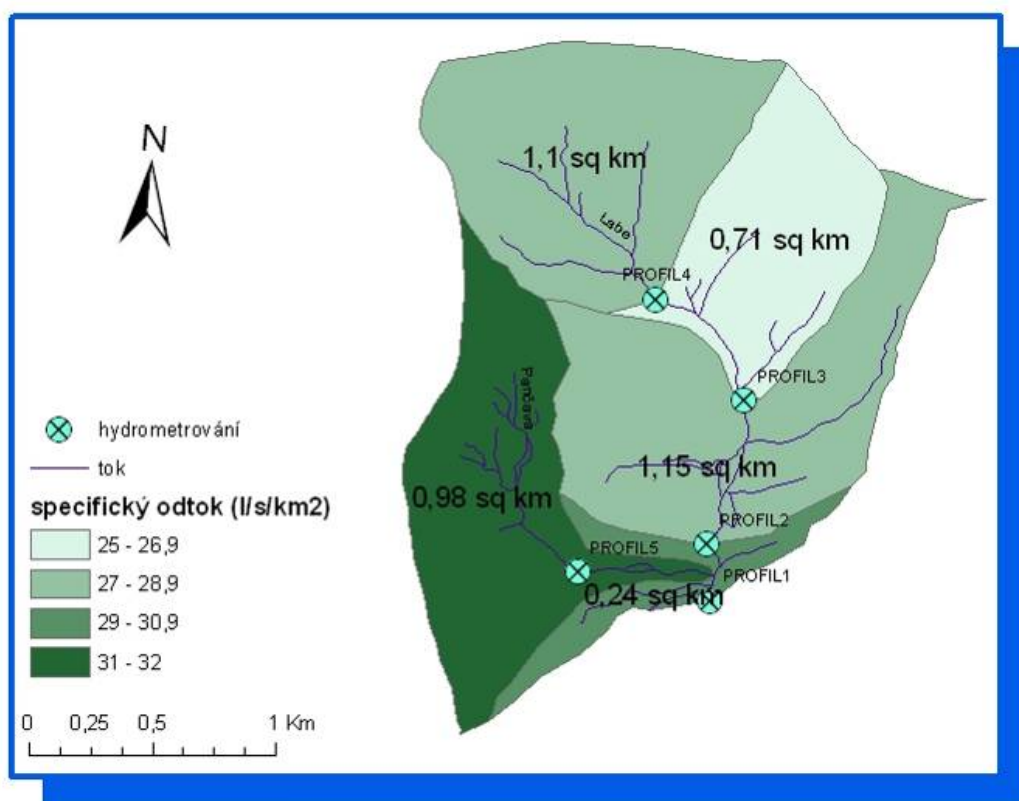 N
1,1 sq km
Labe
0,71 sq km
PROFIL4
PROFIL3
Pančava
1,15 sq km
0,98 sq km
PROFIL2
PROFIL5
PROFIL1
0,24 sq km
hydrometrování
tok
specifický odtok (l/s/km2)
25 - 26,9
27 - 28,9
29 - 30,9
31 - 32
0 0,25 0,5 1 Km